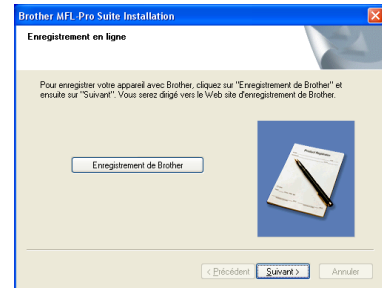 Brother MFL-Pro Suite Installation
Enregistrement en ligne
Pour enregistrer votre appareil avec Brother, cliquez sur "Enregistrement de Brother" et
ensuite sur "Suivant". Vous serez dirigé vers le Web site d'enregistrement de Brother.
Product Registration
Enregistrement de Brother
< Précédent
Suivant >
Annuler